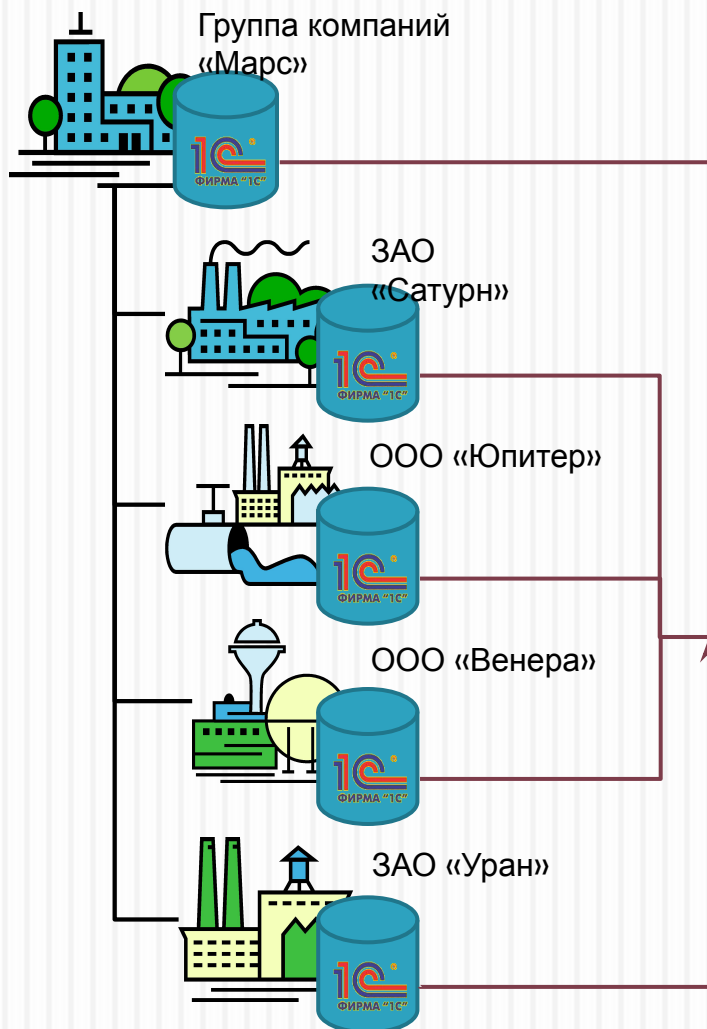 Группа компаний
«Марс»
1С
ФИРМА "1С"
ЗАО
«Сатурн»
1С
ФИРМА "1С"
ООО «Юпитер»
1С
ФИРМА "1С"
ООО «Венера»
1С
ФИРМА "1С"
ЗАО «Уран»
1С
ФИРМА "1С"